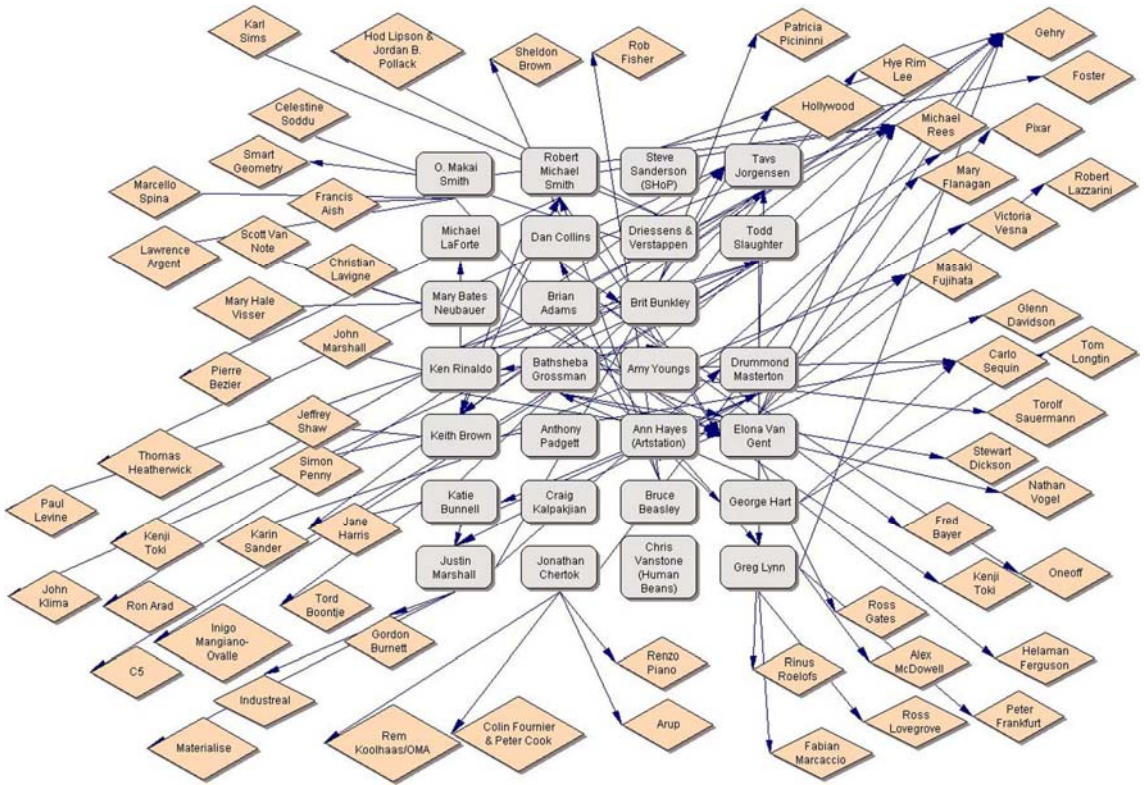 Karl
Sims
Hod Lipson &
Jordan B.
Pollack
Sheldon
Brown
Rob
Fisher
Patricia
Picininni
Gehry
Hye Rim
Lee
Foster
Hollywood
Celestine
Soddu
Michael
Rees
Pixar
Smart
Geometry
O. Makai
Smith
Robert
Michael
Smith
Steve
Sanderson
(SHoP)
Tavs
Jorgensen
Mary
Flanagan
Robert
Lazzarini
Marcello
Spina
Francis
Aish
Victoria
Vesna
Lawrence
Argent
Scott Van
Note
Michael
LaForte
Dan Collins
Driessens &
Verstappen
Todd
Slaughter
Christian
Lavigne
Masaki
Fujihata
Mary Hale
Visser
Mary Bates
Neubauer
Brian
Adams
Brit Bunkley
Glenn
Davidson
John
Marshall
Tom
Longtin
Pierre
Bezier
Ken Rinaldo
Bathsheba
Grossman
Amy Youngs
Drummond
Masterton
Carlo
Sequin
Jeffrey
Shaw
Torolf
Sauermann
Keith Brown
Anthony
Padgett
Ann Hayes
(Artstation)
Elona Van
Gent
Thomas
Heatherwick
Simon
Penny
Stewart
Dickson
Paul
Levine
Katie
Bunnell
Craig
Kalpakjian
Bruce
Beasley
George Hart
Nathan
Vogel
Kenji
Toki
Karin
Sander
Jane
Harris
Fred
Bayer
Justin
Marshall
Jonathan
Chertok
Chris
Vanstone
(Human
Beans)
Greg Lynn
Kenji
Toki
Oneoff
John
Klima
Ron Arad
Tord
Boontje
Ross
Gates
Inigo
Mangiano-
Ovalle
Gordon
Burnett
Helaman
Ferguson
C5
Renzo
Piano
Rinus
Roelofs
Alex
McDowell
Industreal
Peter
Frankfurt
Materialise
Rem
Koolhaas/OMA
Colin Fournier
& Peter Cook
Arup
Ross
Lovegrove
Fabian
Marcaccio